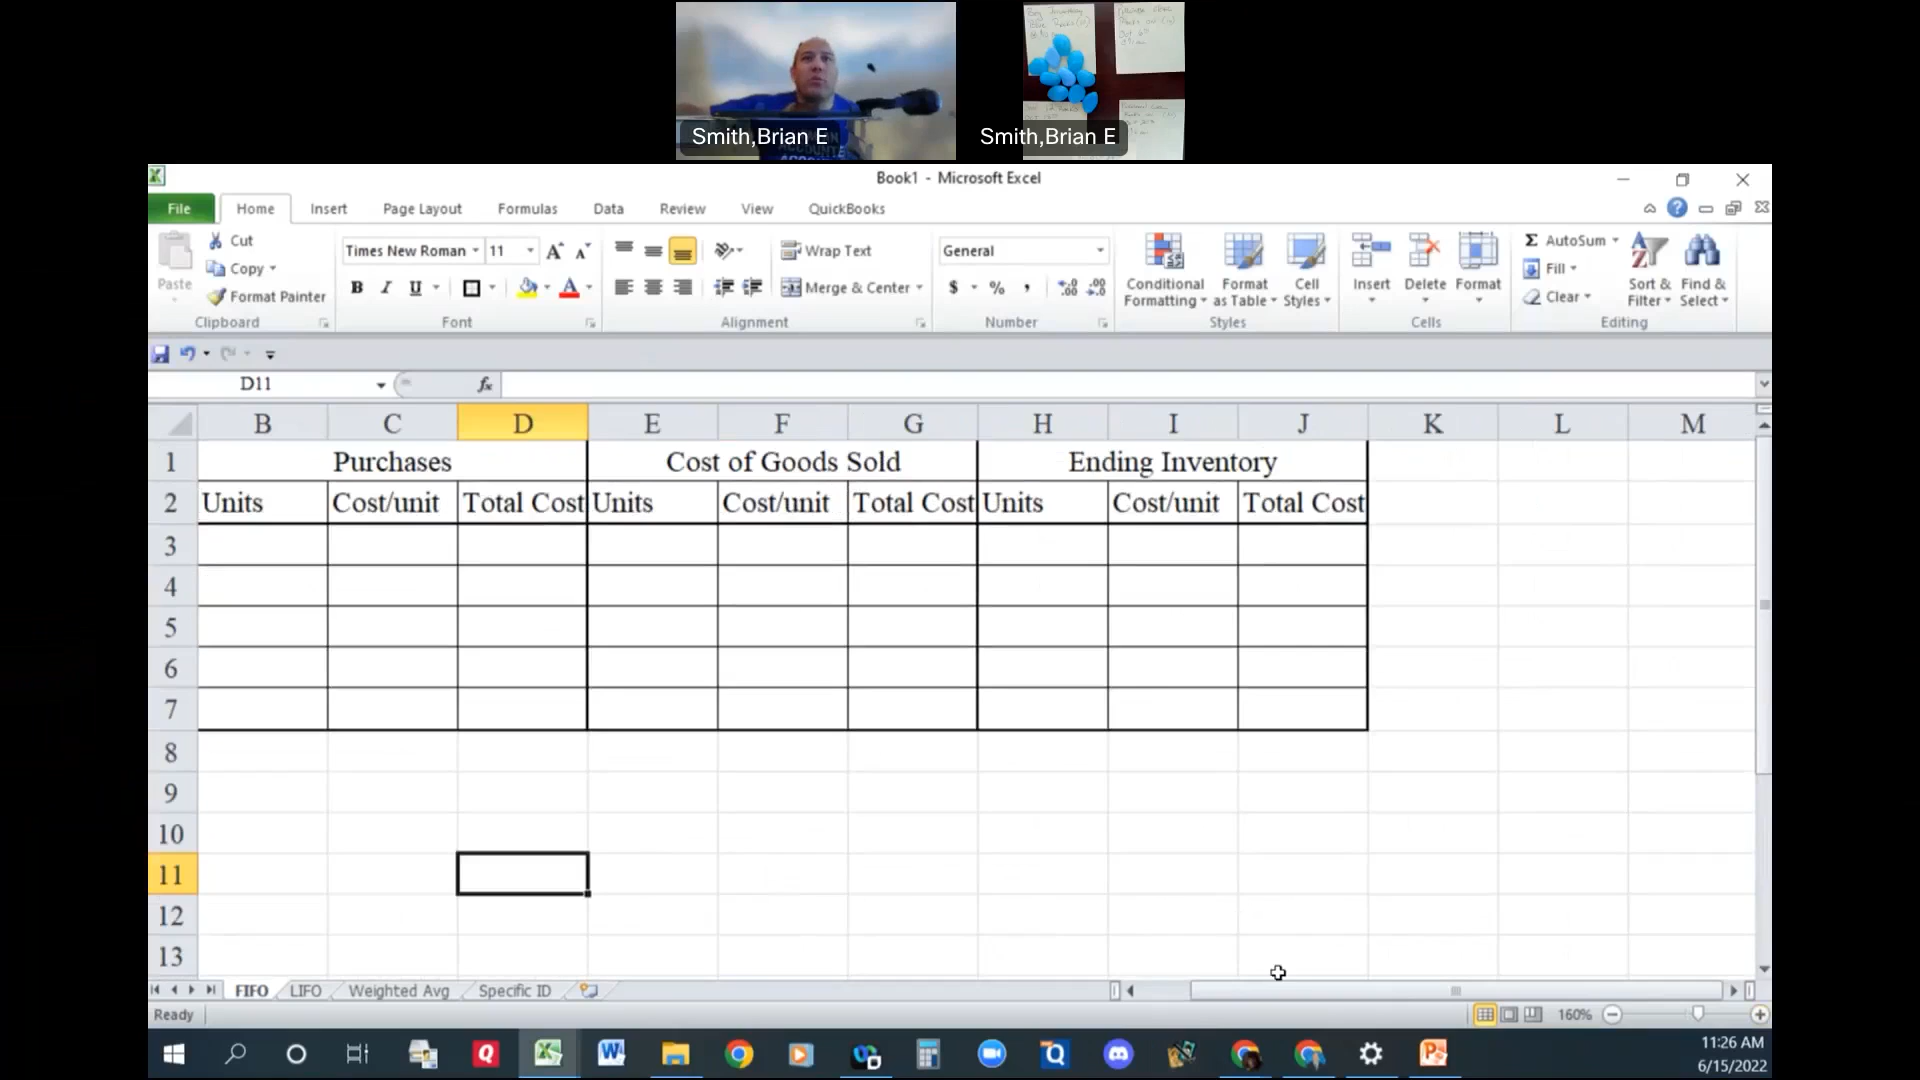 Smith,Brian E
Smith,Brian E
Book1 - Microsoft Excel
File Home Insert Page Layout Formulas Data Review View QuickBooks
Paste
Cut
Copy
Format Painter
Clipboard
Times New Roman 11
B I U
Font
Wrap Text
Merge & Center
Alignment
General
$ % ,
Number
Conditional Formatting
Format as Table
Cell Styles
Styles
Insert Delete Format
Cells
Σ AutoSum
Fill
Clear
Sort & Filter
Find & Select
Editing
D11
fx
B C D E F G H I J K L M
1 Purchases Cost of Goods Sold Ending Inventory
2 Units Cost/unit Total Cost Units Cost/unit Total Cost Units Cost/unit Total Cost
3
4
5
6
7
8
9
10
11
12
13
FIFO LIFO Weighted Avg Specific ID
Ready
160%
11:26 AM
6/15/2022